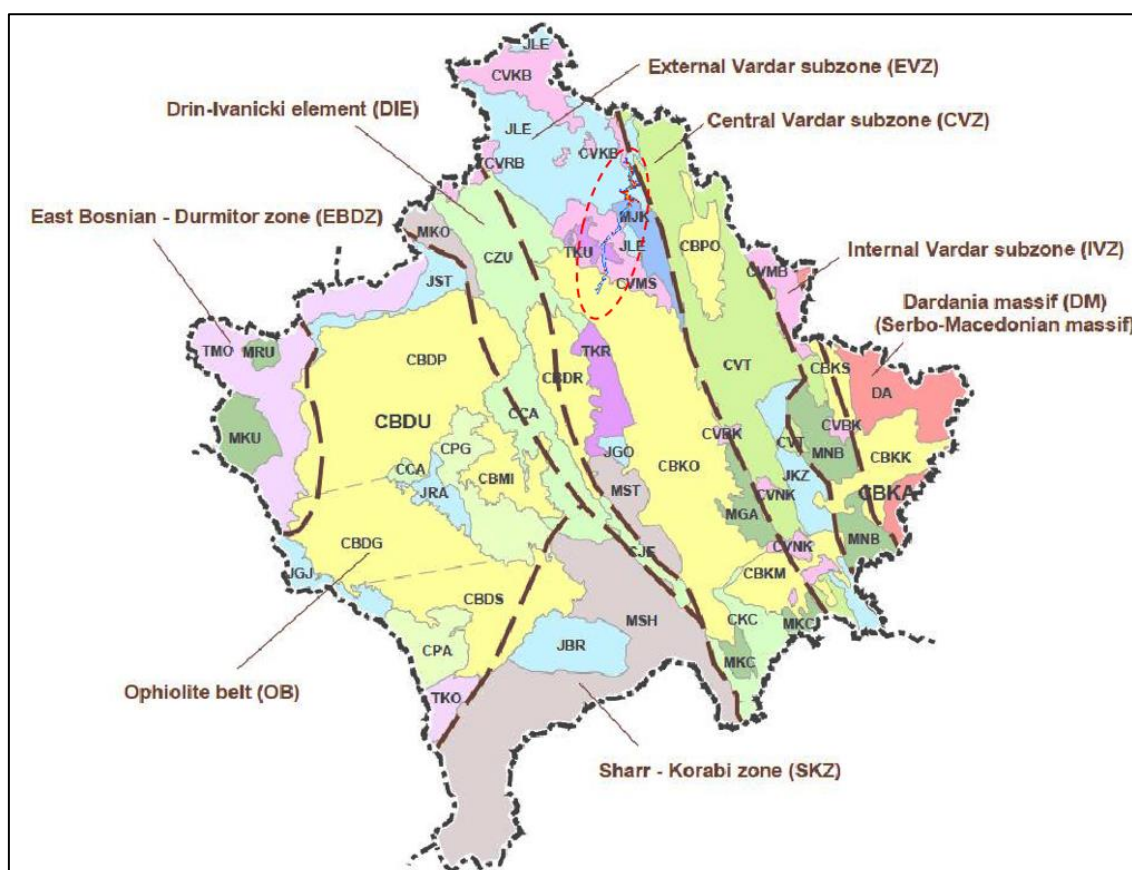 JLE
CVKB
External Vardar subzone (EVZ)
Drin-Ivanicki element (DIE)
JLE
Central Vardar subzone (CVZ)
CVKB
CVRB
East Bosnian - Durmitor zone (EBDZ)
MKO
MJK
CZU
TKU
JLE
CBPO
Internal Vardar subzone (IVZ)
JST
CVMS
CVMB
Dardania massif (DM)
(Serbo-Macedonian massif)
TMO
MRU
CBDP
TKR
CBDR
CVT
CBKS
DA
CBDU
CCA
MKU
CPG
CVBK
CVBK
CVT
MNB
CCA
CBMI
JGO
CBKO
CBKK
JRA
MST
JKZ
CVNK
CBKA
MGA
CBDG
CJE
CVNK
MNB
JGJ
CBKM
CBDS
MSH
CKC
MKC
CPA
JBR
MKC
Ophiolite belt (OB)
TKO
Sharr - Korabi zone (SKZ)